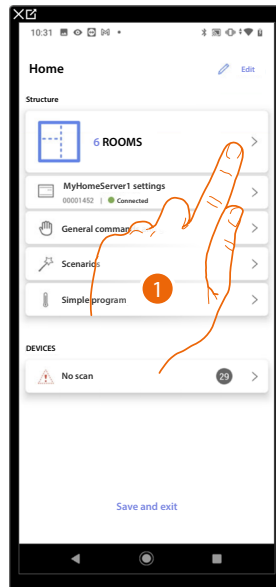 10:31
Home
Edit
Structure
6 ROOMS
MyHomeServer1 settings
00001452 | Connected
General comman
Scenarios
Simple program
1
DEVICES
No scan
29
Save and exit